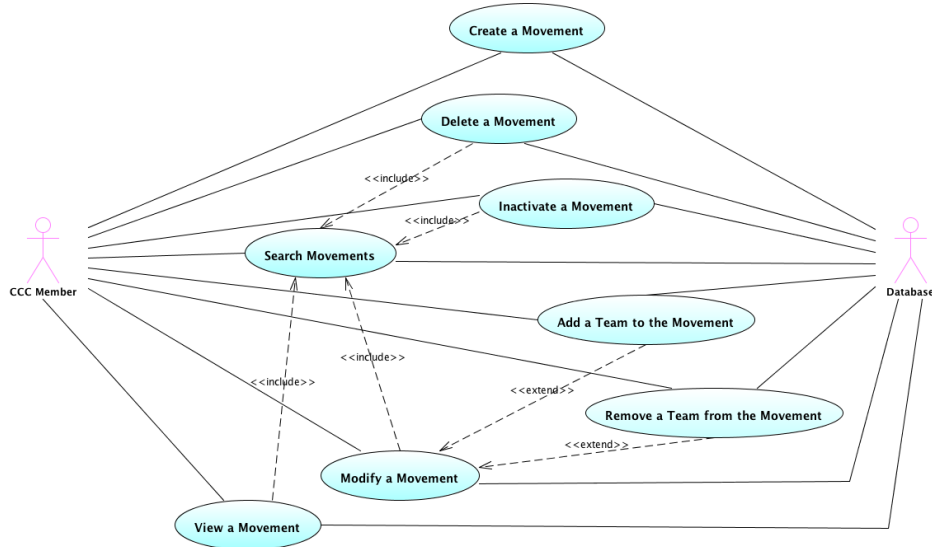 Create a Movement
Delete a Movement
<<include>>
Inactivate a Movement
<<include>>
Search Movements
CCC Member
Database
Add a Team to the Movement
<<include>>
<<include>>
<<extend>>
Remove a Team from the Movement
<<extend>>
Modify a Movement
View a Movement